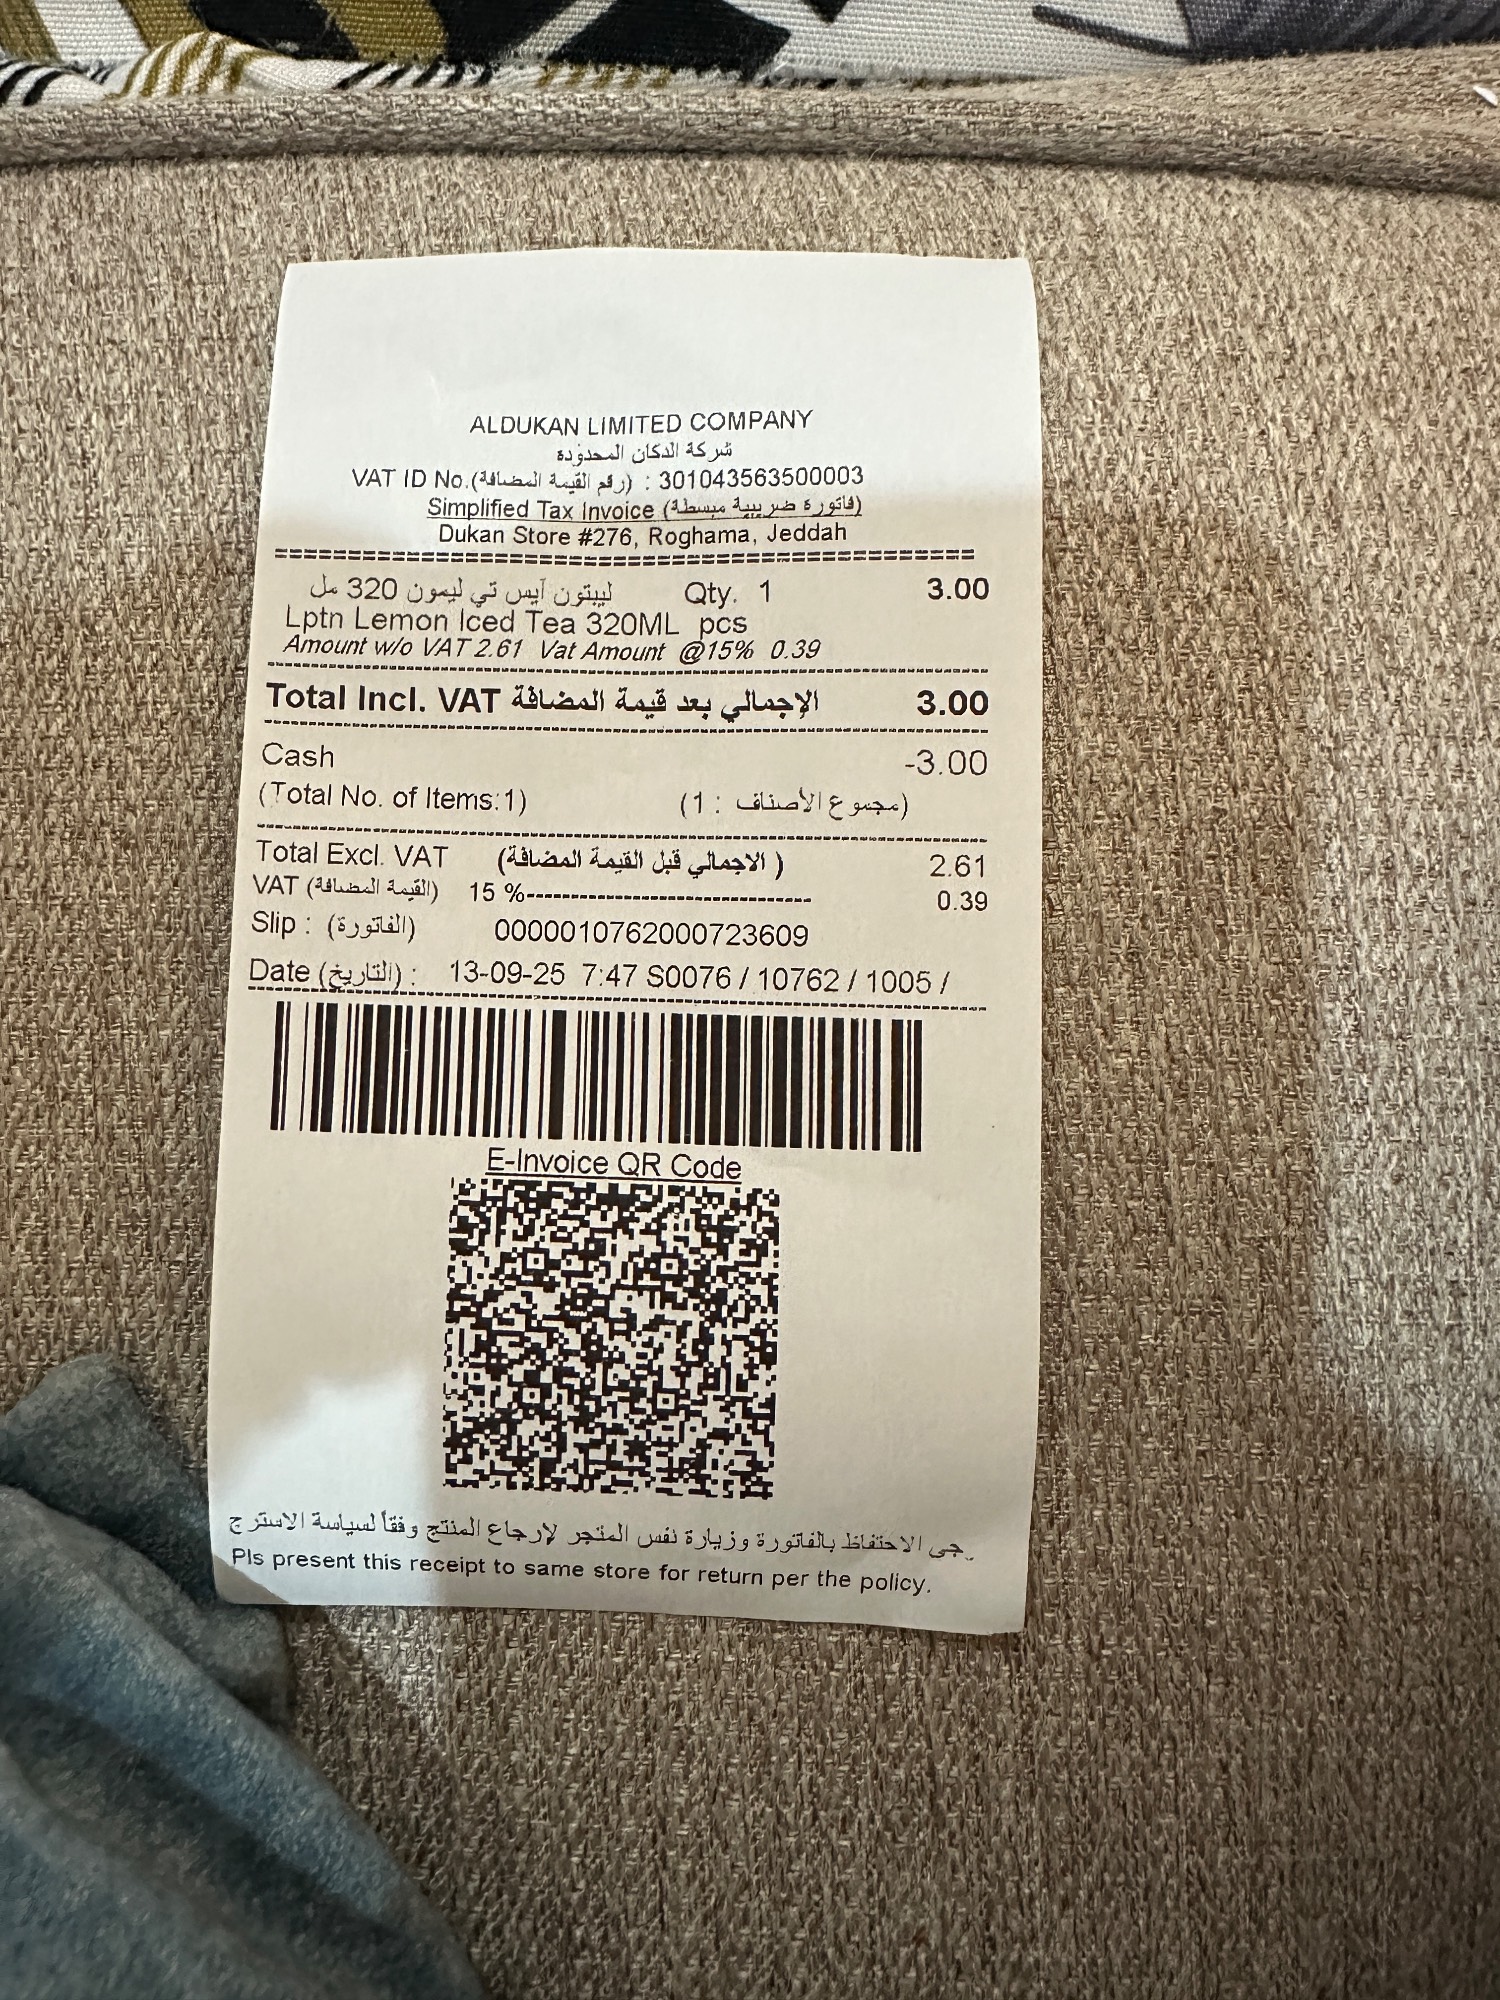 ALDUKAN LIMITED COMPANY
شركة الدكان المحدوده
VAT ID No.(رقم القيمة المضافة) : 301043563500003
Simplified Tax Invoice (فاتورة ضريبية مبسطة)
Dukan Store #276, Roghama, Jeddah
ليبتون آيس تي ليمون 320 مل Qty. 1 3.00
Lptn Lemon Iced Tea 320ML pcs
Amount w/o VAT 2.61 Vat Amount @15% 0.39
Total Incl. VAT الإجمالي بعد قيمة المضافة 3.00
Cash -3.00
(Total No. of Items:1) (مجموع الأصناف : 1)
Total Excl. VAT (الاجمالي قبل القيمة المضافة ) 2.61
VAT (القيمة المضافة) 15 %------------------------------- 0.39
Slip : (الفاتورة) 0000010762000723609
Date (التاريخ) : 13-09-25 7:47 S0076 / 10762 / 1005 /
E-Invoice QR Code
جى الاحتفاظ بالفاتورة وزيارة نفس المتجر لإرجاع المنتج وفقاً لسياسة الاسترج
Pls present this receipt to same store for return per the policy.